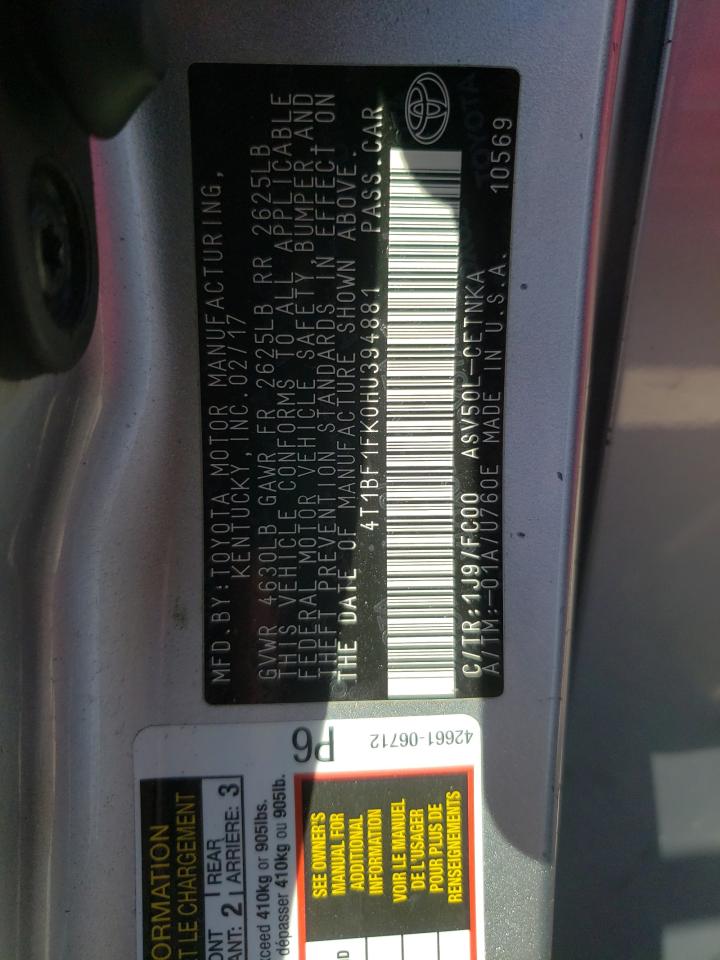 MFD.BY:TOYOTA MOTOR MANUFACTURING,
KENTUCKY, INC. 02/17
GVWR 4630LB GAWR FR 2625LB RR 2625LB
THIS VEHICLE CONFORMS TO ALL APPLICABLE
FEDERAL MOTOR VEHICLE SAFETY, BUMPER AND
THEFT PREVENTION STANDARDS IN EFFECT ON
THE DATE OF MANUFACTURE SHOWN ABOVE.
4T1BF1FK0HU394881 PASS.CAR
C/TR:1J9/FC00 ASV50L-CETNKA
A/TM:-01A/U760E MADE IN U.S.A. 10569
TOYOTA
P6
42661-06712
2 REAR
ARRIÈRE: 3
410kg or 905lbs.
dépasser 410kg ou 905lb.
SEE OWNER'S
MANUAL FOR
ADDITIONAL
INFORMATION
VOIR LE MANUEL
DE L'USAGER
POUR PLUS DE
RENSEIGNEMENTS
LE CHARGEMENT